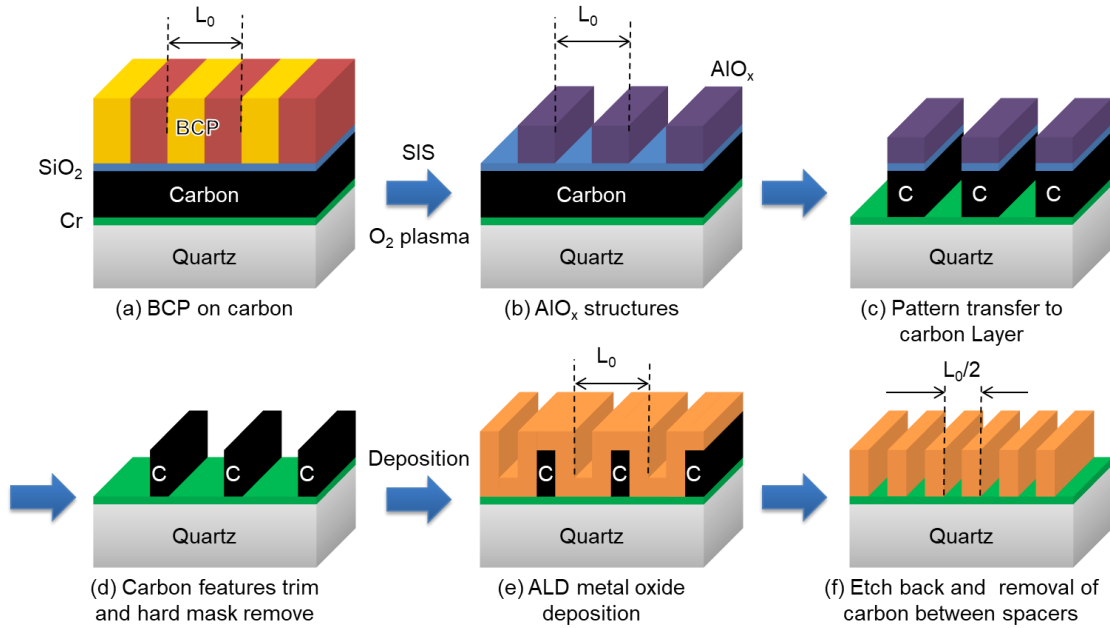 L₀
BCP
SiO₂
Carbon
Cr
Quartz
(a) BCP on carbon
SIS
O₂ plasma
L₀
AlOₓ
Carbon
Quartz
(b) AlOₓ structures
C
C
C
Quartz
(c) Pattern transfer to
carbon Layer
C
C
C
Quartz
(d) Carbon features trim
and hard mask remove
Deposition
L₀
C
C
C
Quartz
(e) ALD metal oxide
deposition
L₀/2
Quartz
(f) Etch back and removal of
carbon between spacers